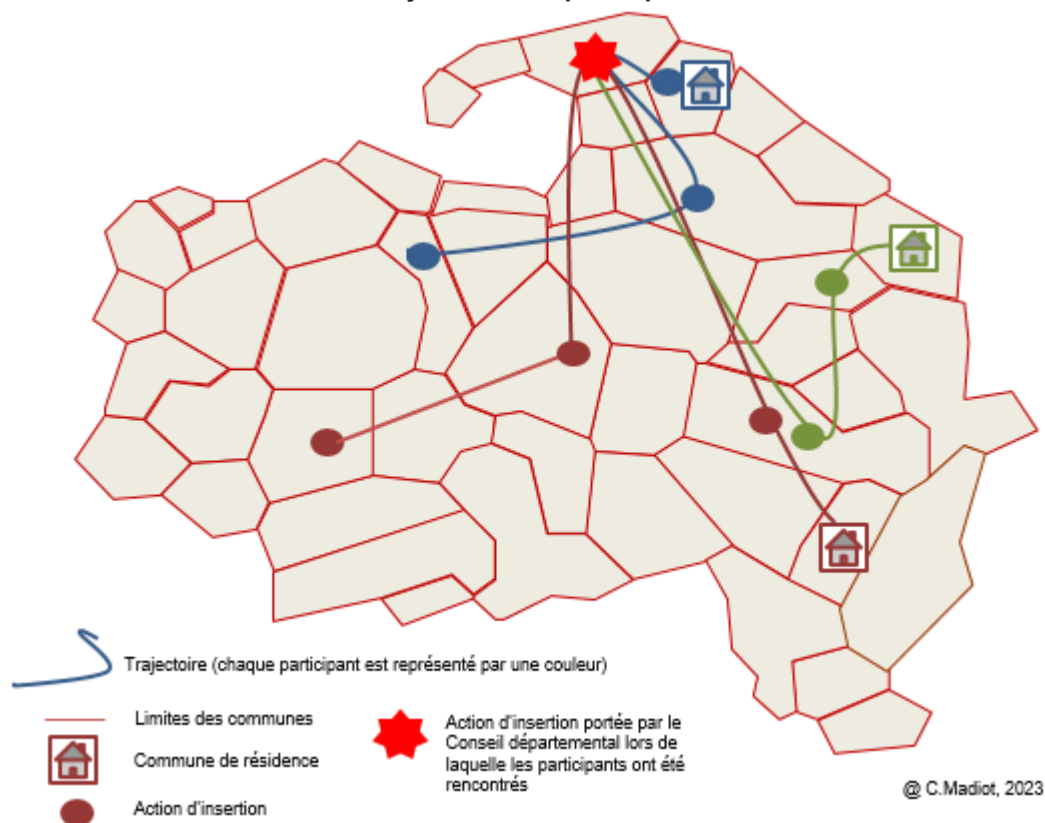 Trajectoire (chaque participant est représenté par une couleur)
Limites des communes
Commune de résidence
Action d'insertion
Action d'insertion portée par le
Conseil départemental lors de
laquelle les participants ont été
rencontrés
@ C.Madiot, 2023